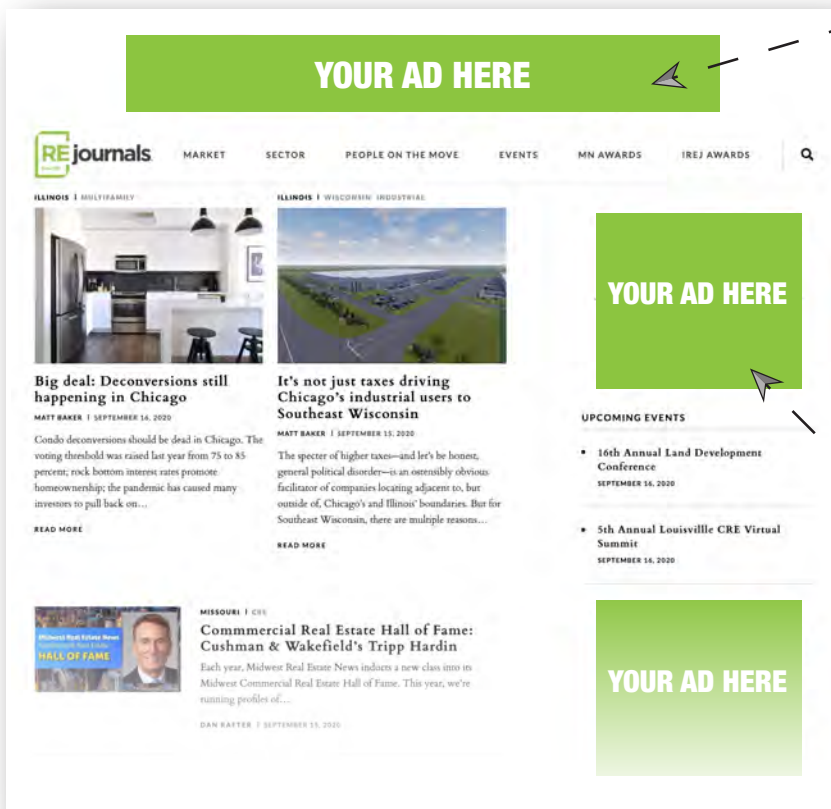 YOUR AD HERE
REjournals
MARKET SECTOR PEOPLE ON THE MOVE EVENTS MN AWARDS IREJ AWARDS
ILLINOIS | MULTIFAMILY
Big deal: Deconversions still
happening in Chicago
MATT BAKER | SEPTEMBER 16, 2020
Condo deconversions should be dead in Chicago. The
voting threshold was raised last year from 75 to 85
percent; rock bottom interest rates promote
homeownership; the pandemic has caused many
investors to pull back on…
READ MORE
ILLINOIS | WISCONSIN INDUSTRIAL
It's not just taxes driving
Chicago's industrial users to
Southeast Wisconsin
MATT BAKER | SEPTEMBER 15, 2020
The specter of higher taxes—and let's be honest,
general political disorder—is an ostensibly obvious
facilitator of companies locating adjacent to, but
outside of, Chicago's and Illinois' boundaries. But for
Southeast Wisconsin, there are multiple reasons…
READ MORE
Midwest Real Estate News
Commercial Real Estate
HALL OF FAME
MISSOURI | CRE
Commmercial Real Estate Hall of Fame:
Cushman & Wakefield's Tripp Hardin
Each year, Midwest Real Estate News inducts a new class into its
Midwest Commercial Real Estate Hall of Fame. This year, we're
running profiles of…
DAN RAFTER | SEPTEMBER 15, 2020
YOUR AD HERE
UPCOMING EVENTS
• 16th Annual Land Development
Conference
SEPTEMBER 16, 2020
• 5th Annual Louisvillle CRE Virtual
Summit
SEPTEMBER 16, 2020
YOUR AD HERE